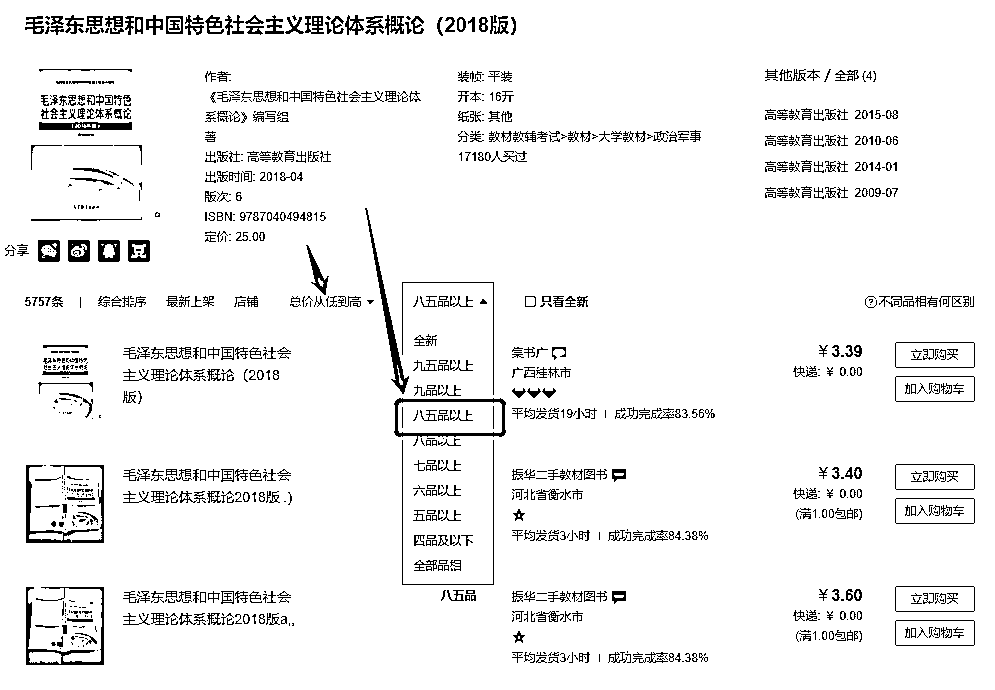 毛泽东思想和中国特色社会主义理论体系概论（2018版）
毛泽东思想和中国特色
社会主义理论体系概论
作者:
《毛泽东思想和中国特色社会主义理论体
系概论》编写组
著
出版社: 高等教育出版社
出版时间: 2018-04
版次: 6
ISBN: 9787040494815
定价: 25.00
装帧: 平装
开本: 16开
纸张: 其他
分类: 教材教辅考试>教材>大学教材>政治军事
17180人买过
其他版本 / 全部 (4)
高等教育出版社 2015-08
高等教育出版社 2010-06
高等教育出版社 2014-01
高等教育出版社 2009-07
分享
豆
5757条 | 综合排序 最新上架 店铺 总价从低到高 八五品以上 只看全新 ?不同品相有何区别
全新
九五品以上
九品以上
八五品以上
八品以上
七品以上
六品以上
五品以上
四品及以下
全部品相
八五品
毛泽东思想和中国特色社会
主义理论体系概论（2018
版）
棠书广
广西桂林市
平均发货19小时 | 成功完成率83.56%
￥3.39
快递: ￥ 0.00
立即购买
加入购物车
毛泽东思想和中国特色社会
主义理论体系概论2018版 .)
振华二手教材图书
河北省衡水市
平均发货3小时 | 成功完成率84.38%
￥3.40
快递: ￥ 0.00
(满1.00包邮)
立即购买
加入购物车
毛泽东思想和中国特色社会
主义理论体系概论2018版a,,
振华二手教材图书
河北省衡水市
平均发货3小时 | 成功完成率84.38%
￥3.60
快递: ￥ 0.00
(满1.00包邮)
立即购买
加入购物车